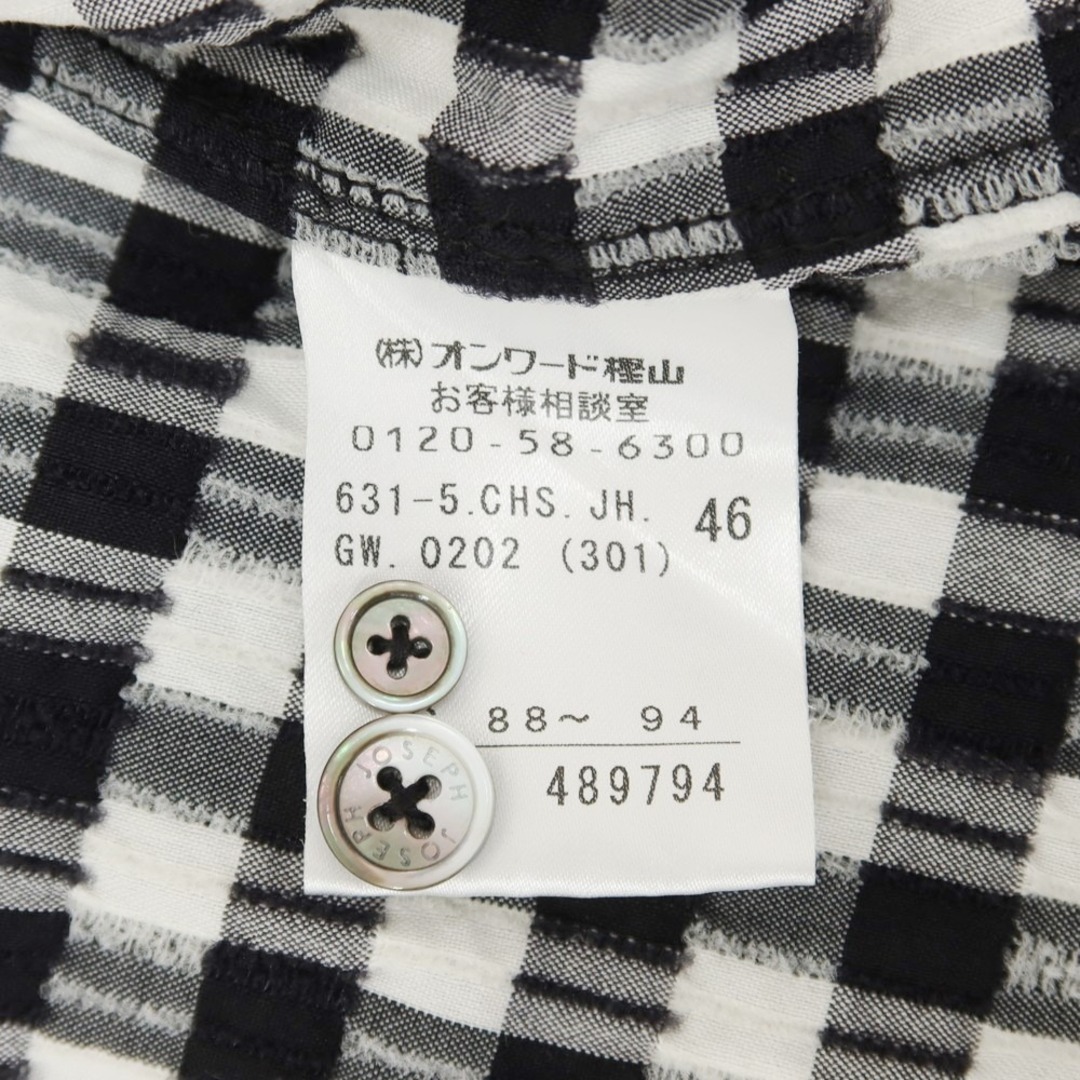 (株)オンワード樫山
お客様相談室
0120-58-6300
631-5.CHS.JH. 46
GW. 0202 (301)
88～ 94
489794
JOSEPH
JOSEPH